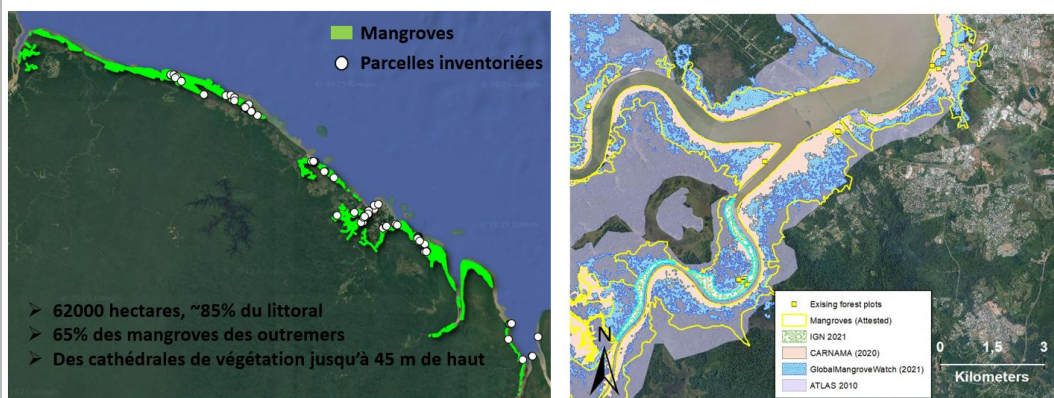 Mangroves
Parcelles inventoriées
62000 hectares, ~85% du littoral
65% des mangroves des outremers
Des cathédrales de végétation jusqu'à 45 m de haut
Exising forest plots
Mangroves (Attested)
IGN 2021
CARNAMA (2020)
GlobalMangroveWatch (2021)
ATLAS 2010
N
0 1,5 3
Kilometers